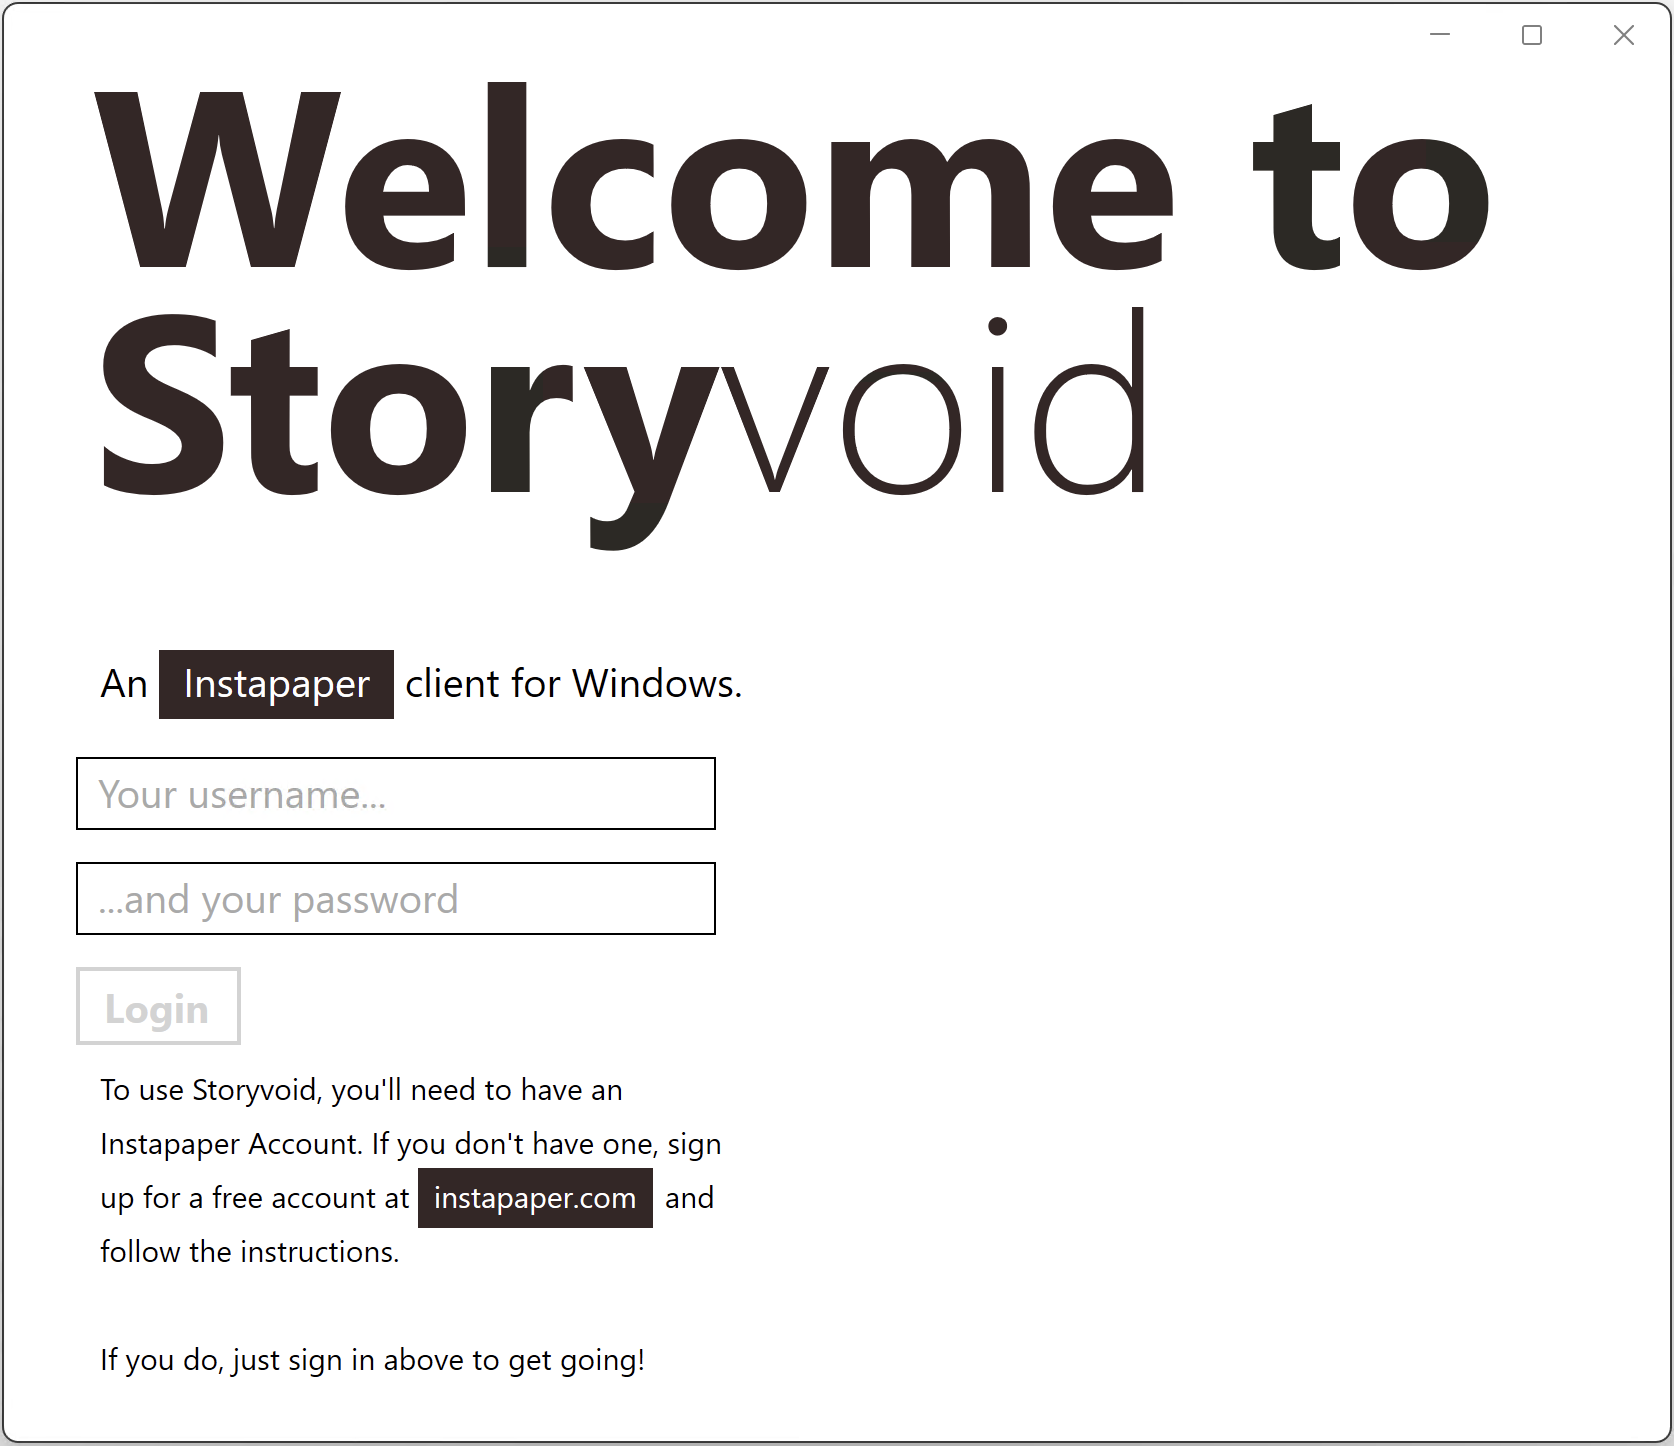 Welcome to
Storyvoid
An Instapaper client for Windows.
Your username...
...and your password
Login
To use Storyvoid, you'll need to have an
Instapaper Account. If you don't have one, sign
up for a free account at instapaper.com and
follow the instructions.
If you do, just sign in above to get going!